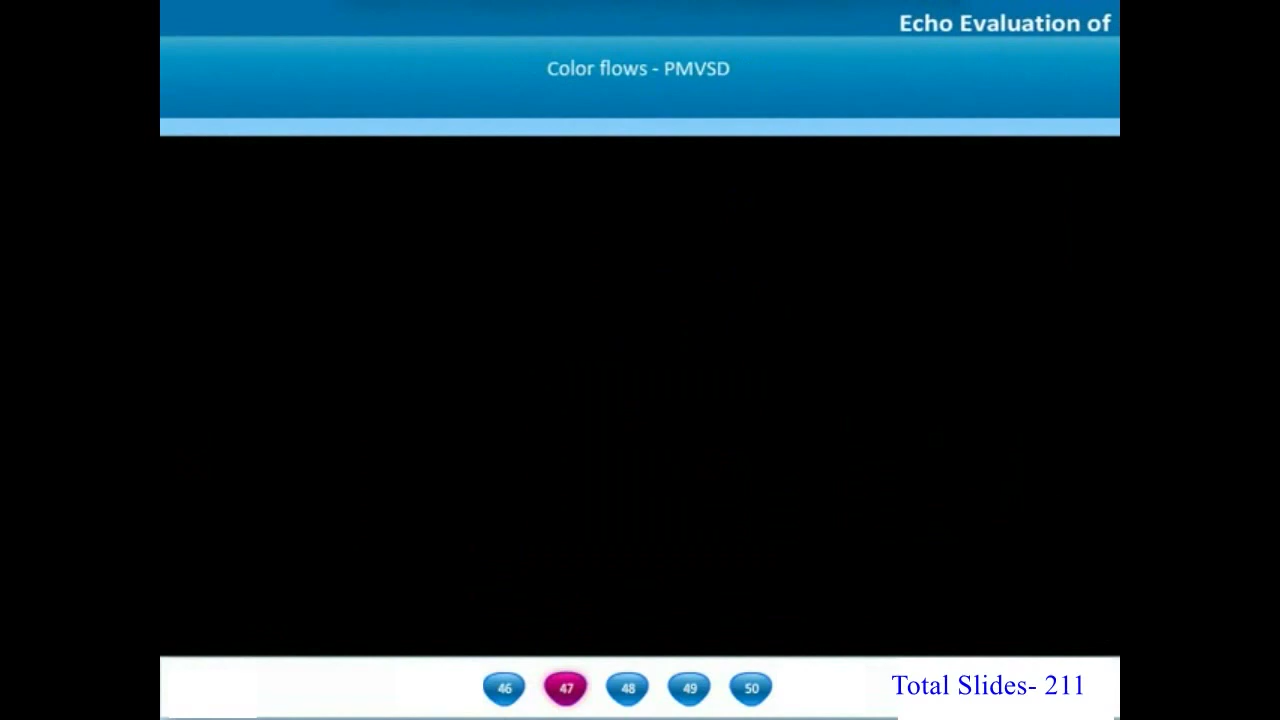 Echo Evaluation of
Color flows - PMVSD
46 47 48 49 50
Total Slides- 211